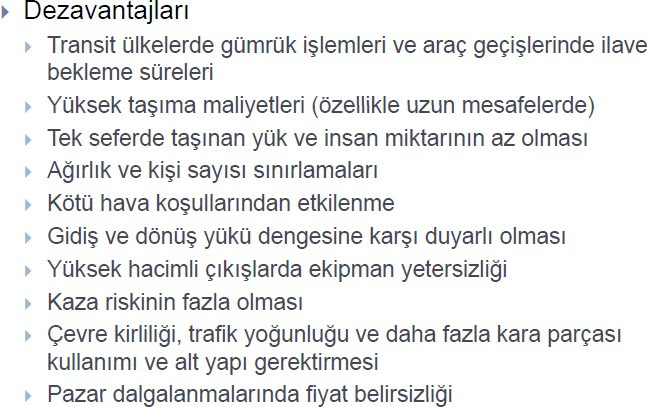 Dezavantajları
Transit ülkelerde gümrük işlemleri ve araç geçişlerinde ilave
bekleme süreleri
Yüksek taşıma maliyetleri (özellikle uzun mesafelerde)
Tek seferde taşınan yük ve insan miktarının az olması
Ağırlık ve kişi sayısı sınırlamaları
Kötü hava koşullarından etkilenme
Gidiş ve dönüş yükü dengesine karşı duyarlı olması
Yüksek hacimli çıkışlarda ekipman yetersizliği
Kaza riskinin fazla olması
Çevre kirliliği, trafik yoğunluğu ve daha fazla kara parçası
kullanımı ve alt yapı gerektirmesi
Pazar dalgalanmalarında fiyat belirsizliği